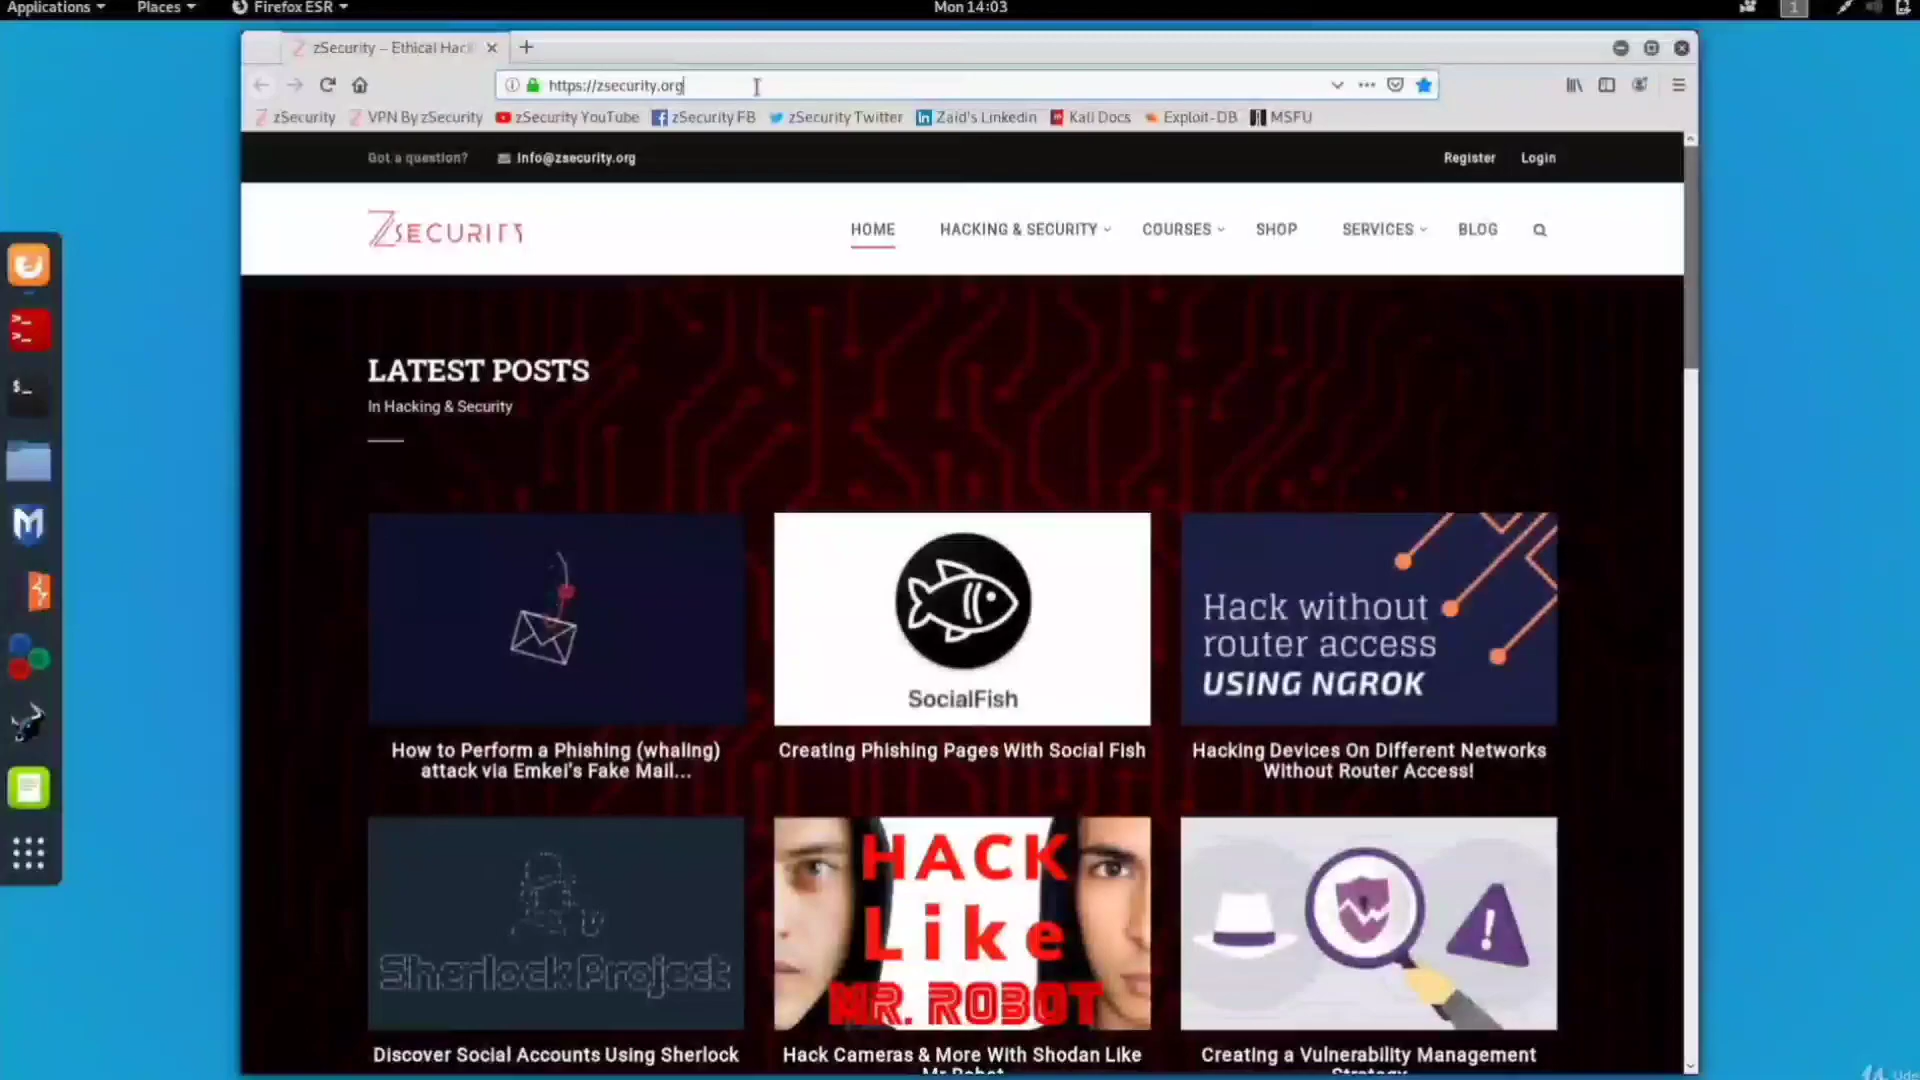 Applications Places Firefox ESR Mon 14:03 1
zSecurity – Ethical Hac
https://zsecurity.org
zSecurity VPN By zSecurity zSecurity YouTube zSecurity FB zSecurity Twitter Zaid's Linkedin Kali Docs Exploit-DB MSFU
Got a question? Info@zsecurity.org Register Login
ZSECURITY HOME HACKING & SECURITY COURSES SHOP SERVICES BLOG
LATEST POSTS
In Hacking & Security
SocialFish
Hack without
router access
USING NGROK
How to Perform a Phishing (whaling)
attack via Emkei's Fake Mail...
Creating Phishing Pages With Social Fish
Hacking Devices On Different Networks
Without Router Access!
Sherlock Project
HACK
Like
MR. ROBOT
Discover Social Accounts Using Sherlock
Hack Cameras & More With Shodan Like
Mr Robot
Creating a Vulnerability Management
Strategy